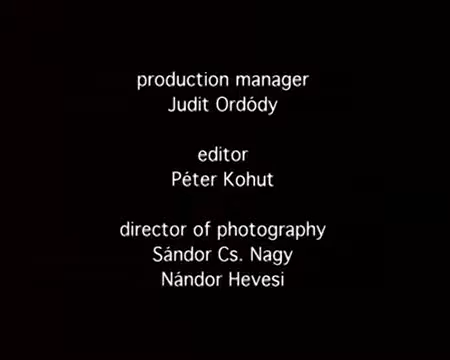 production manager
Judit Ordódy
editor
Péter Kohut
director of photography
Sándor Cs. Nagy
Nándor Hevesi